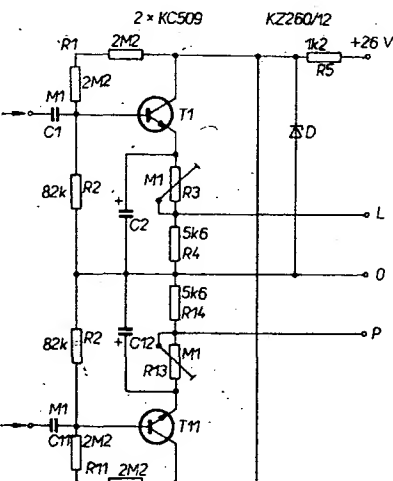 2 × KC509 KZ260/12
R1 2M2 1k2 +26 V
R5
2M2
M1 T1
C1 D
M1
82k R2 R3
C2 L
5k6
R4
0
5k6
R14
82k R2 C12 P
M1
R13
M1
C11 2M2 T11
R11 2M2